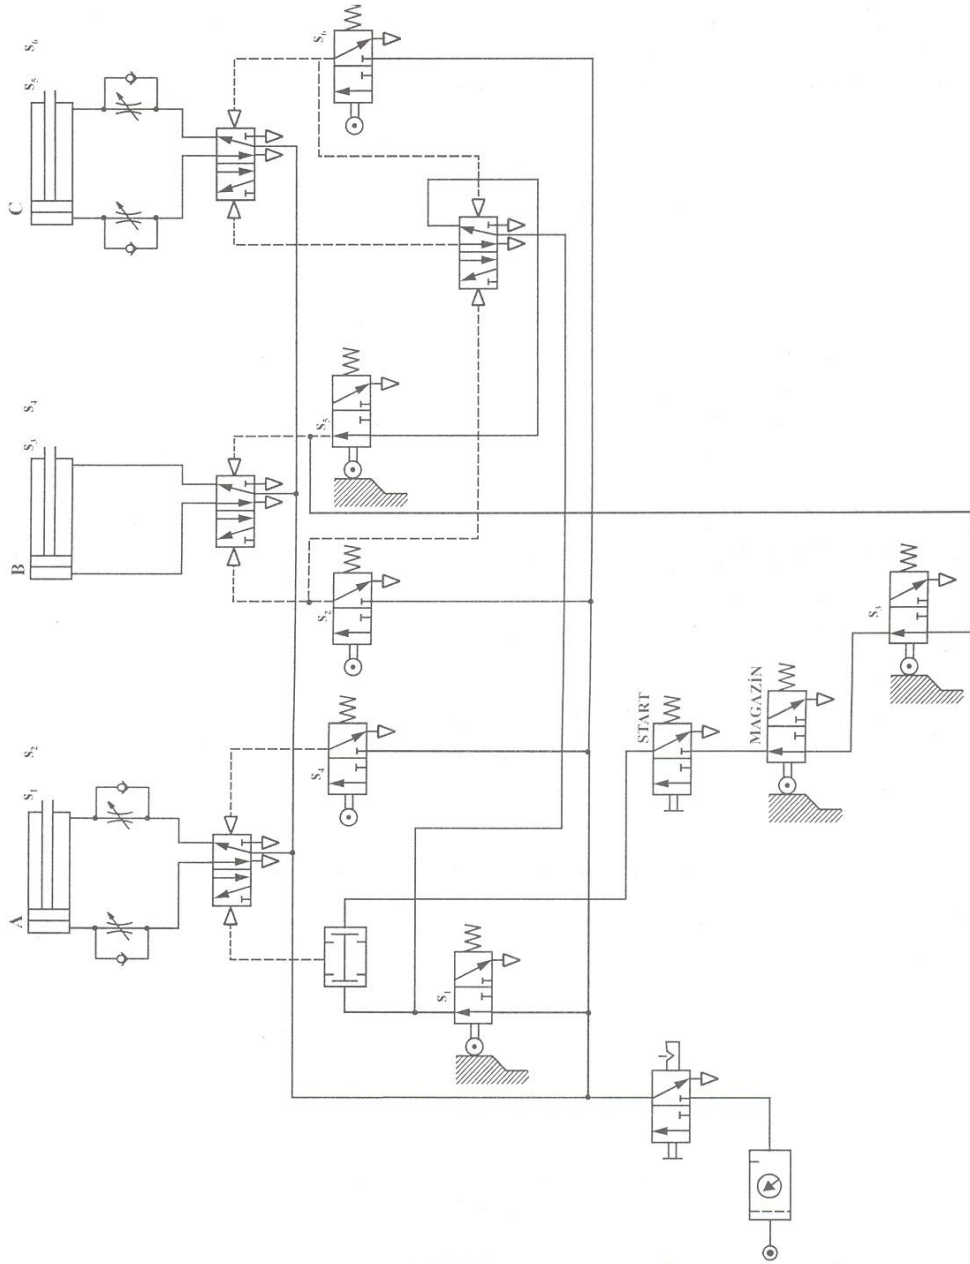 A S₁ S₂ B S₃ S₄ C S₅ S₆
S₄ S₂ S₅ S₆
S₁
START
MAGAZİN
S₃